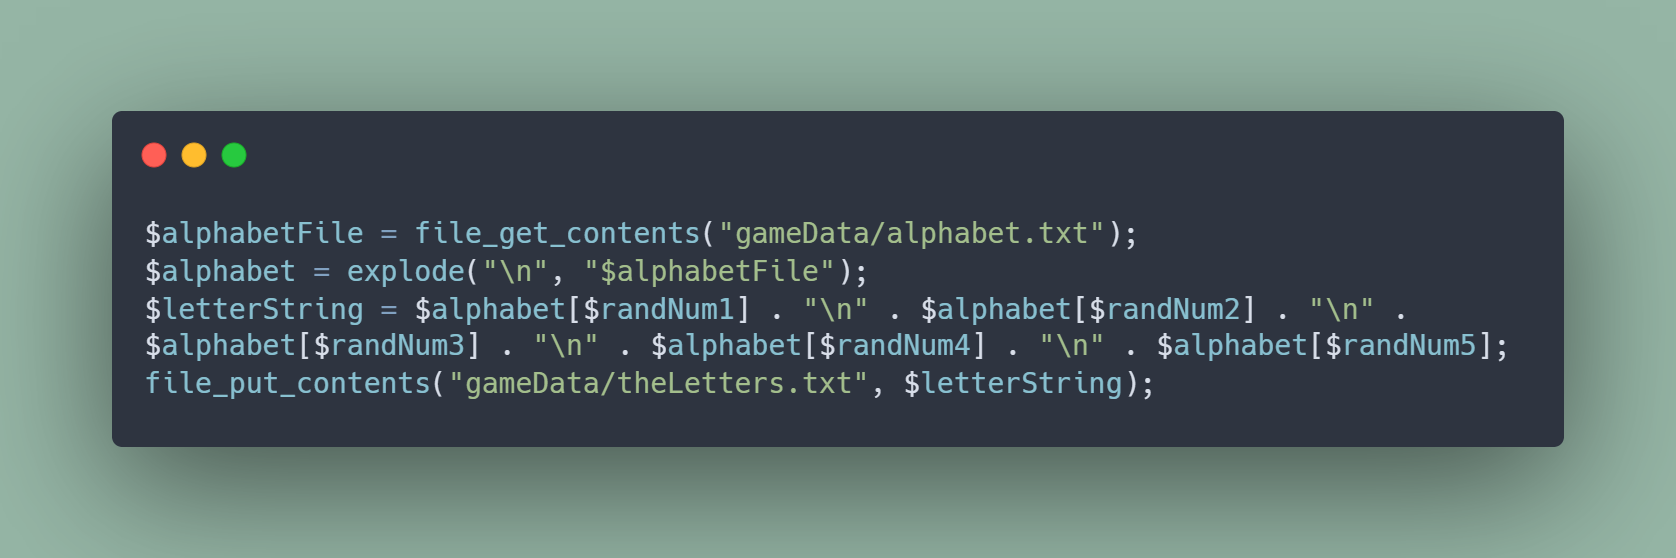 $alphabetFile = file_get_contents("gameData/alphabet.txt");
$alphabet = explode("\n", "$alphabetFile");
$letterString = $alphabet[$randNum1] . "\n" . $alphabet[$randNum2] . "\n" .
$alphabet[$randNum3] . "\n" . $alphabet[$randNum4] . "\n" . $alphabet[$randNum5];
file_put_contents("gameData/theLetters.txt", $letterString);